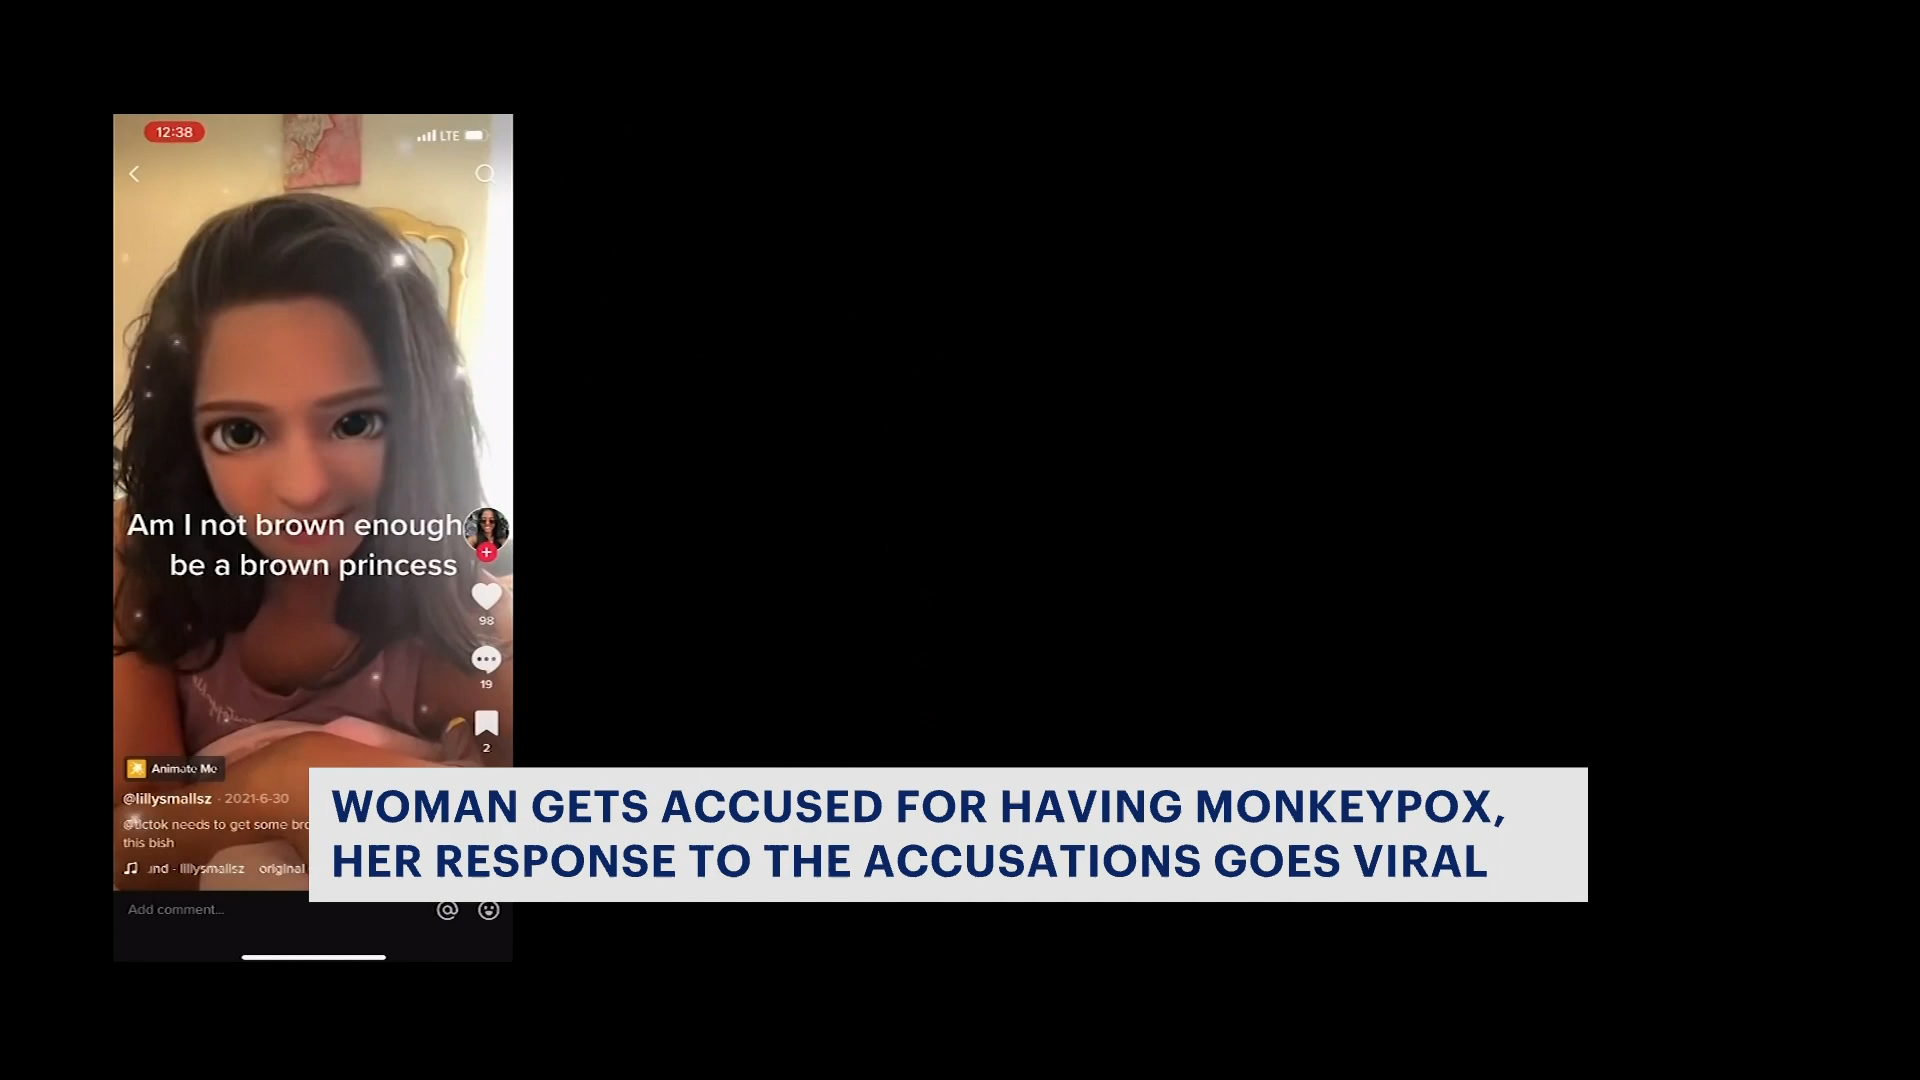 12:38
LTE
Am I not brown enough
be a brown princess
98
19
2
Animate Me
@lillysmallsz · 2021-6-30
needs to get some
this bish
- lillysmallsz original
Add comment...
WOMAN GETS ACCUSED FOR HAVING MONKEYPOX,
HER RESPONSE TO THE ACCUSATIONS GOES VIRAL